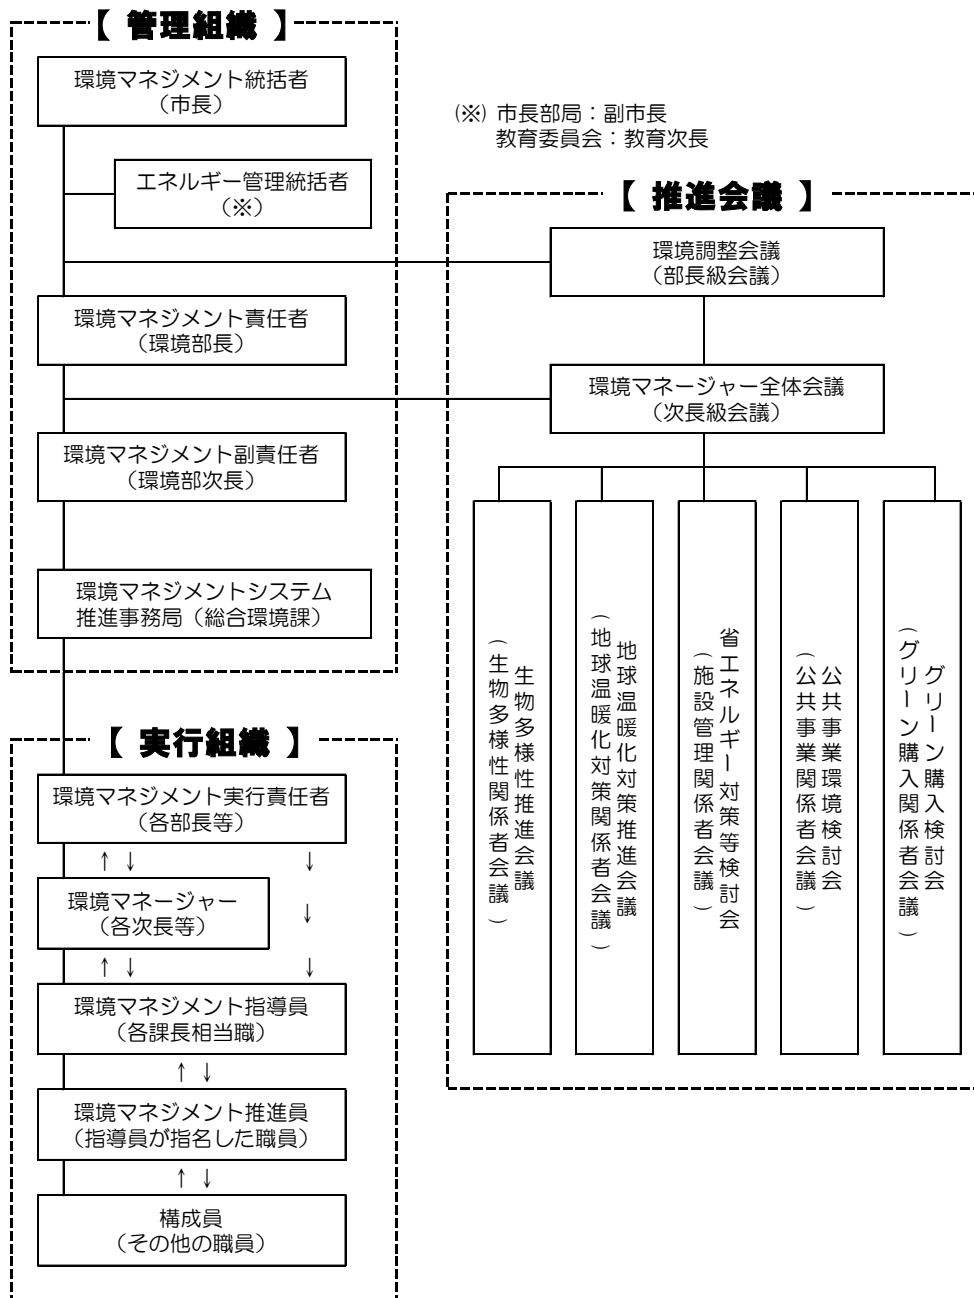 【 管理組織 】
環境マネジメント統括者
（市長）
エネルギー管理統括者
（※）
環境マネジメント責任者
（環境部長）
環境マネジメント副責任者
（環境部次長）
環境マネジメントシステム
推進事務局（総合環境課）
(※) 市長部局：副市長
教育委員会：教育次長
【 推進会議 】
環境調整会議
（部長級会議）
環境マネージャー全体会議
（次長級会議）
生物多様性推進会議
（生物多様性関係者会議）
地球温暖化対策推進会議
（地球温暖化対策関係者会議）
省エネルギー対策等検討会
（施設管理関係者会議）
公共事業環境検討会
（公共事業関係者会議）
グリーン購入検討会
（グリーン購入関係者会議）
【 実行組織 】
環境マネジメント実行責任者
（各部長等）
↑ ↓ ↓
環境マネージャー
（各次長等）
↓
↑ ↓ ↓
環境マネジメント指導員
（各課長相当職）
↑ ↓
環境マネジメント推進員
（指導員が指名した職員）
↑ ↓
構成員
（その他の職員）